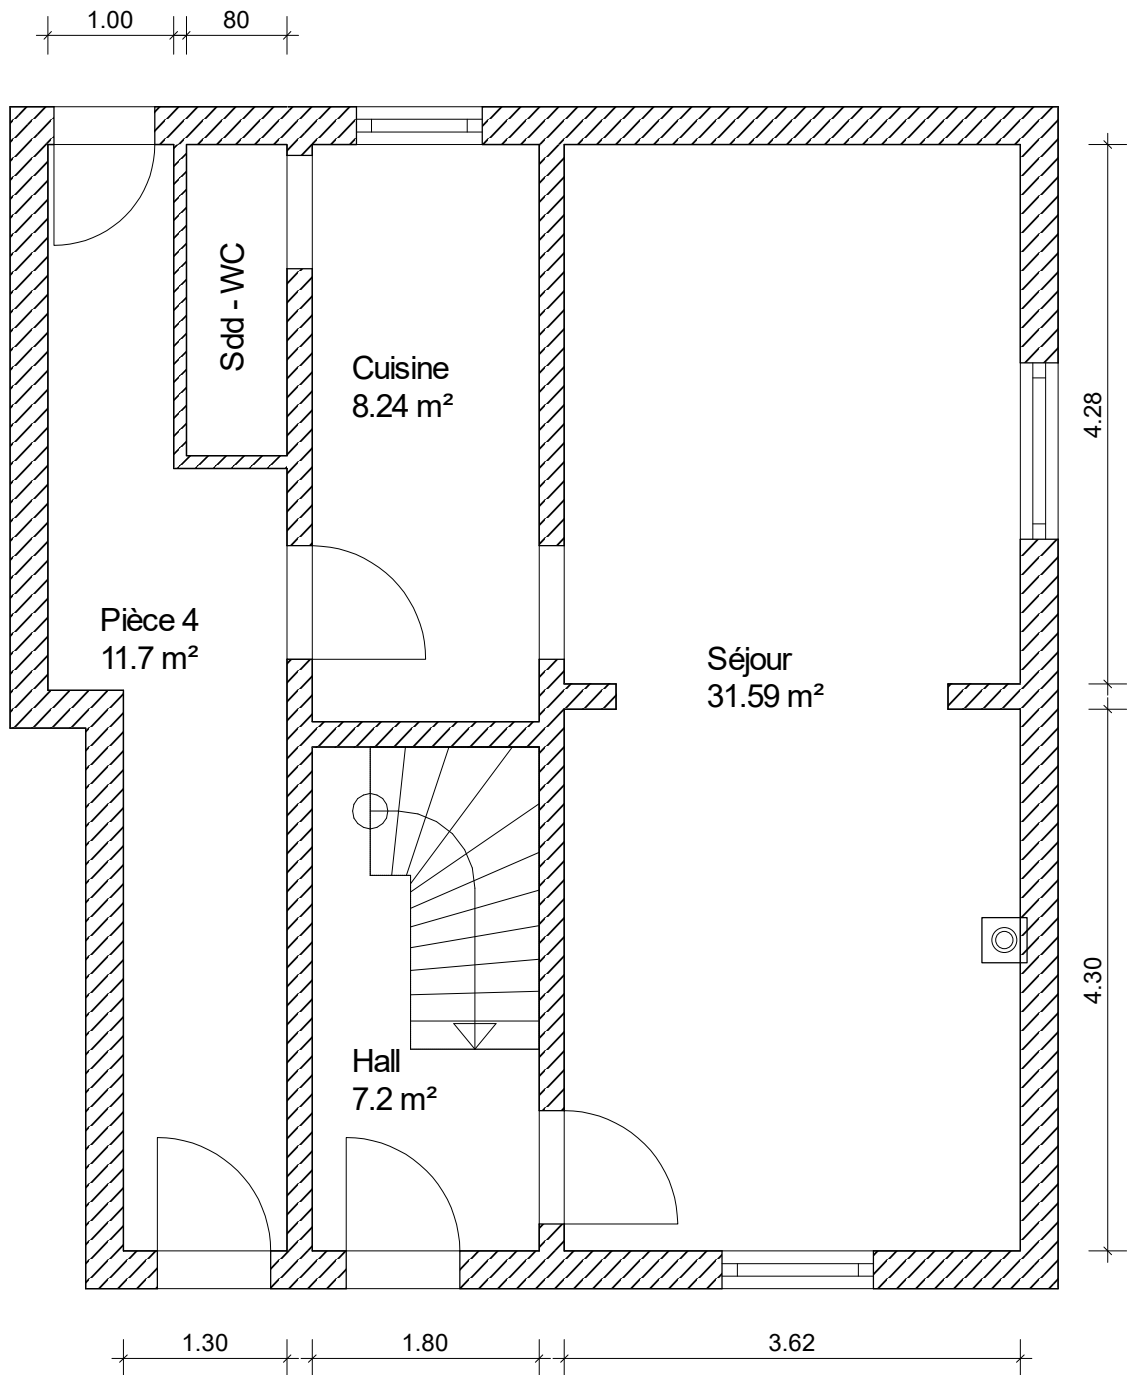 1.00
80
Sdd - WC
Cuisine
8.24 m²
4.28
Pièce 4
11.7 m²
Séjour
31.59 m²
4.30
Hall
7.2 m²
1.30
1.80
3.62